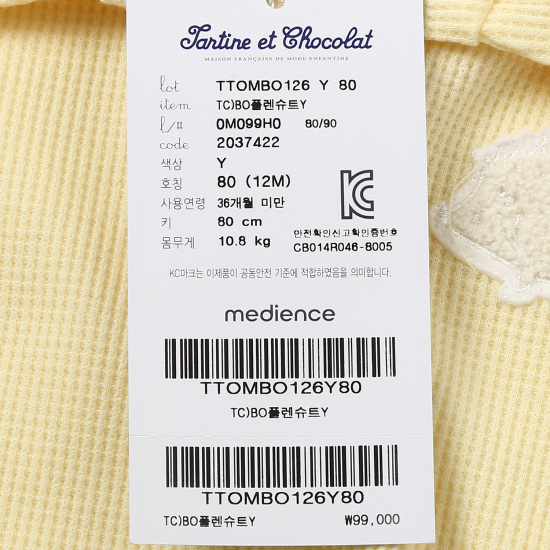 Tartine et Chocolat
MAISON FRANÇAISE DE MODE ENFANTINE
lot TTOMBO126 Y 80
item TC)BO플렌슈트Y
l/# 0M099H0 80/90
code 2037422
색상 Y
호칭 80 (12M)
사용연령 36개월 미만
키 80 cm
몸무게 10.8 kg
안전확인신고확인증번호
CB014R046-8005
KC마크는 이제품이 공동안전 기준에 적합하였음을 의미합니다.
medience
TTOMBO126Y80
TC)BO플렌슈트Y
TTOMBO126Y80
TC)BO플렌슈트Y ₩99,000